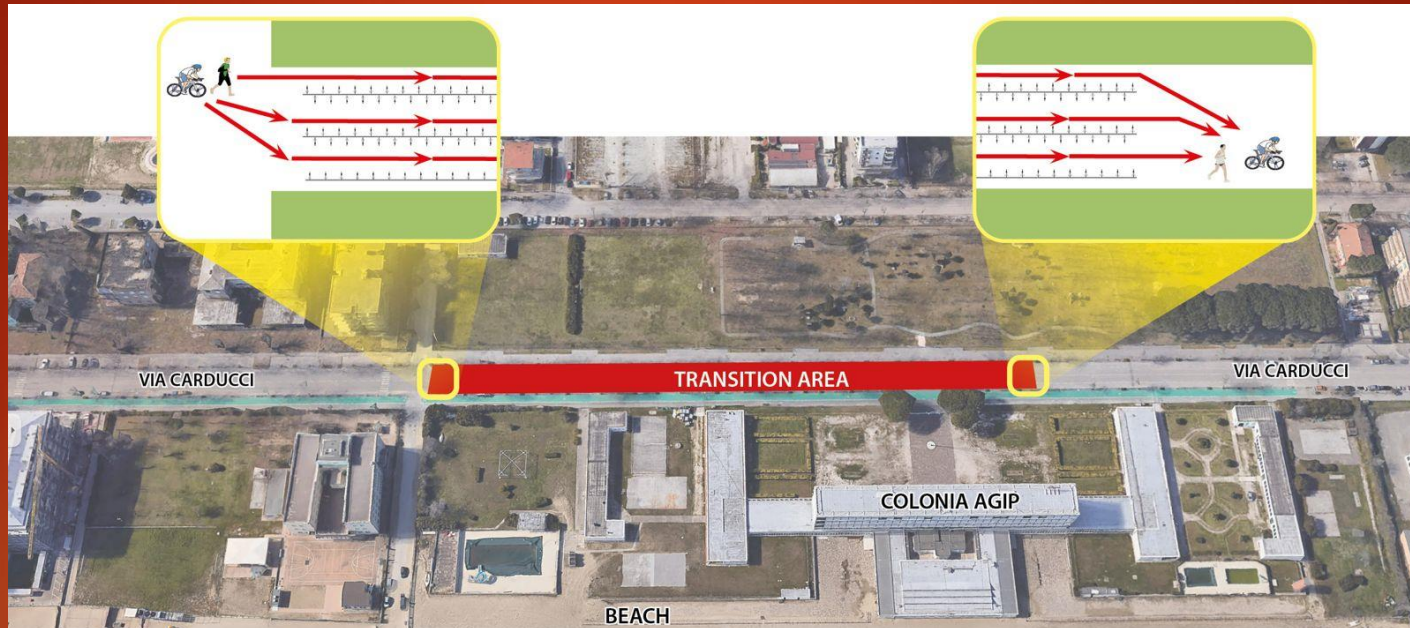 VIA CARDUCCI
TRANSITION AREA
VIA CARDUCCI
COLONIA AGIP
BEACH